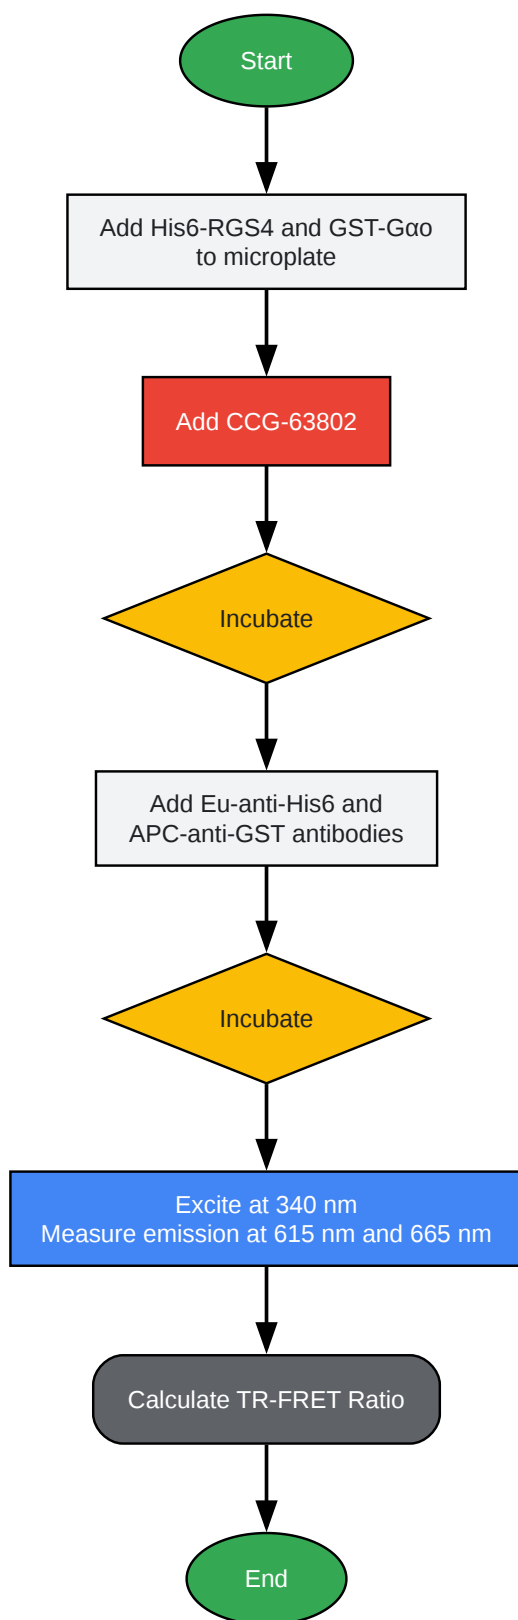 Start
Add His6-RGS4 and GST-Gαo
to microplate
Add CCG-63802
Incubate
Add Eu-anti-His6 and
APC-anti-GST antibodies
Incubate
Excite at 340 nm
Measure emission at 615 nm and 665 nm
Calculate TR-FRET Ratio
End